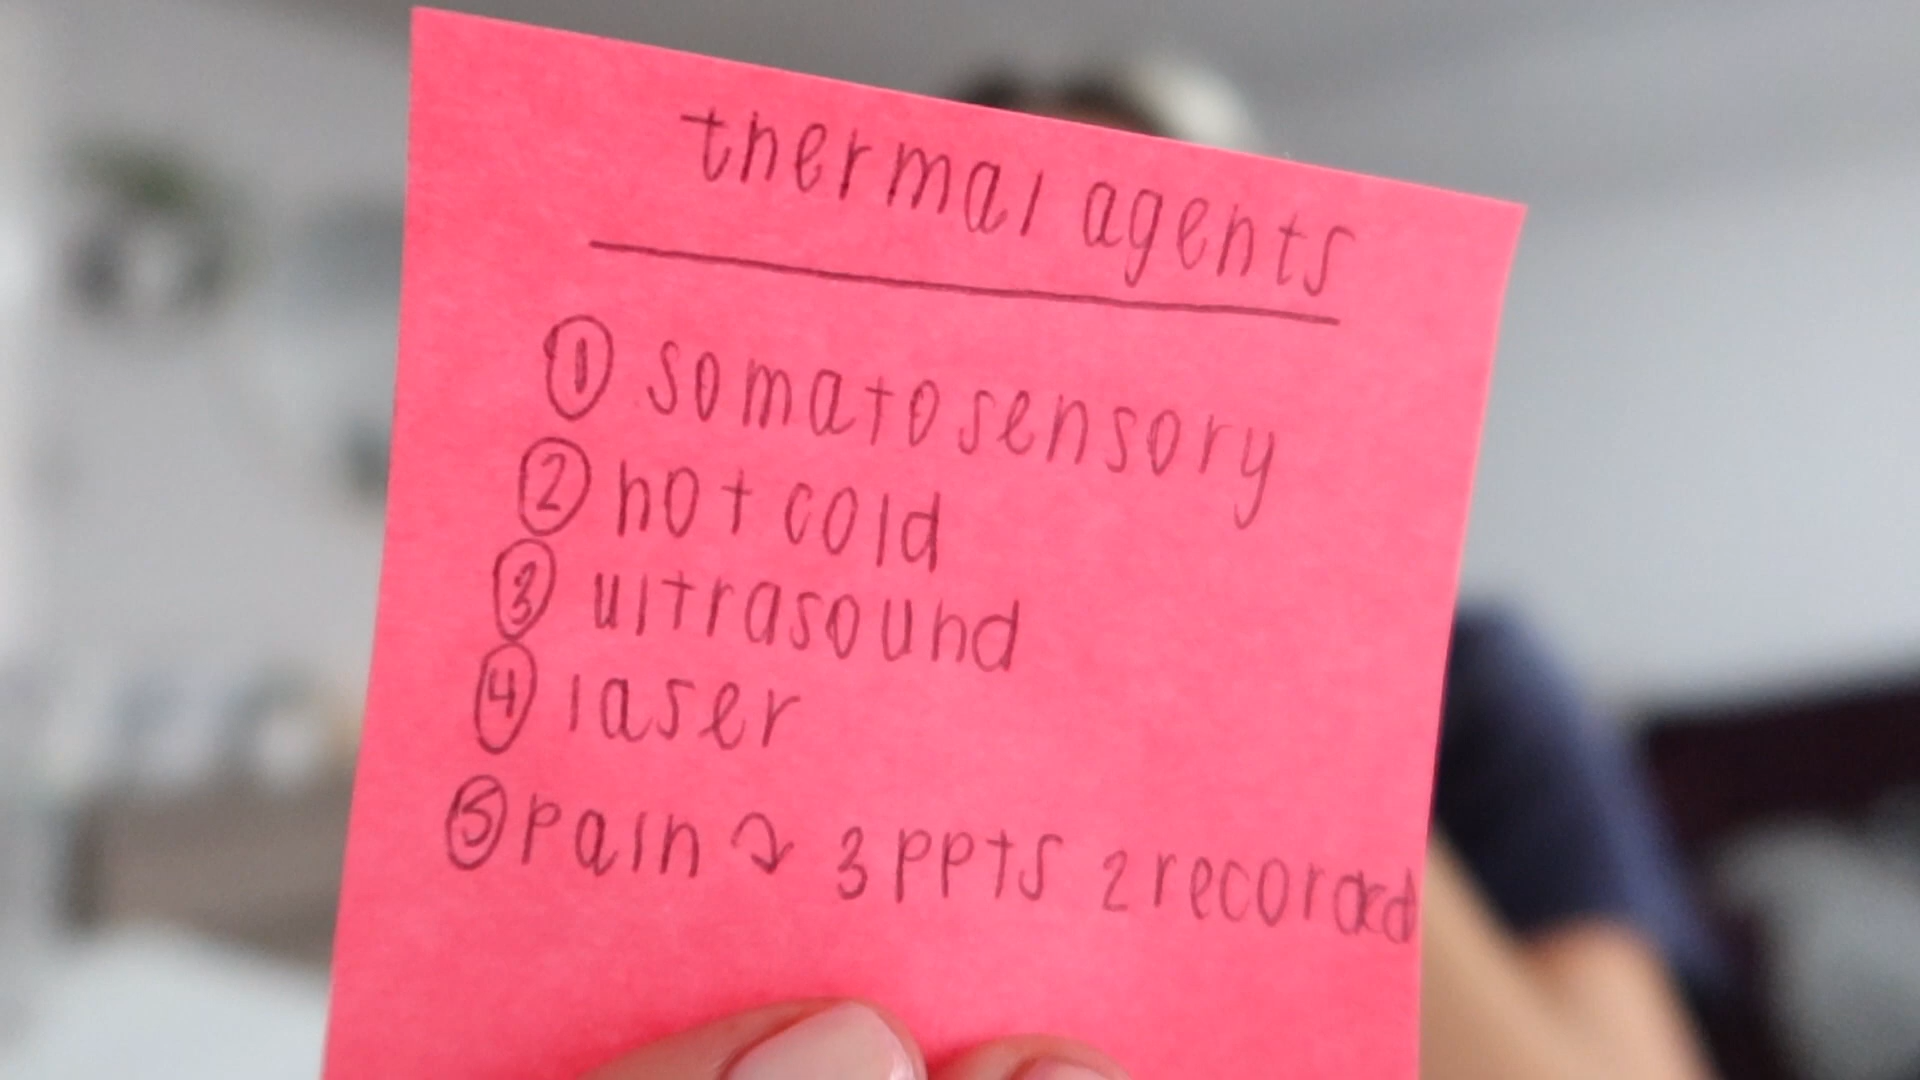 thermal agents
① somatosensory
② hot cold
③ ultrasound
④ laser
⑤ pain ↴ 3 ppts 2 recorded